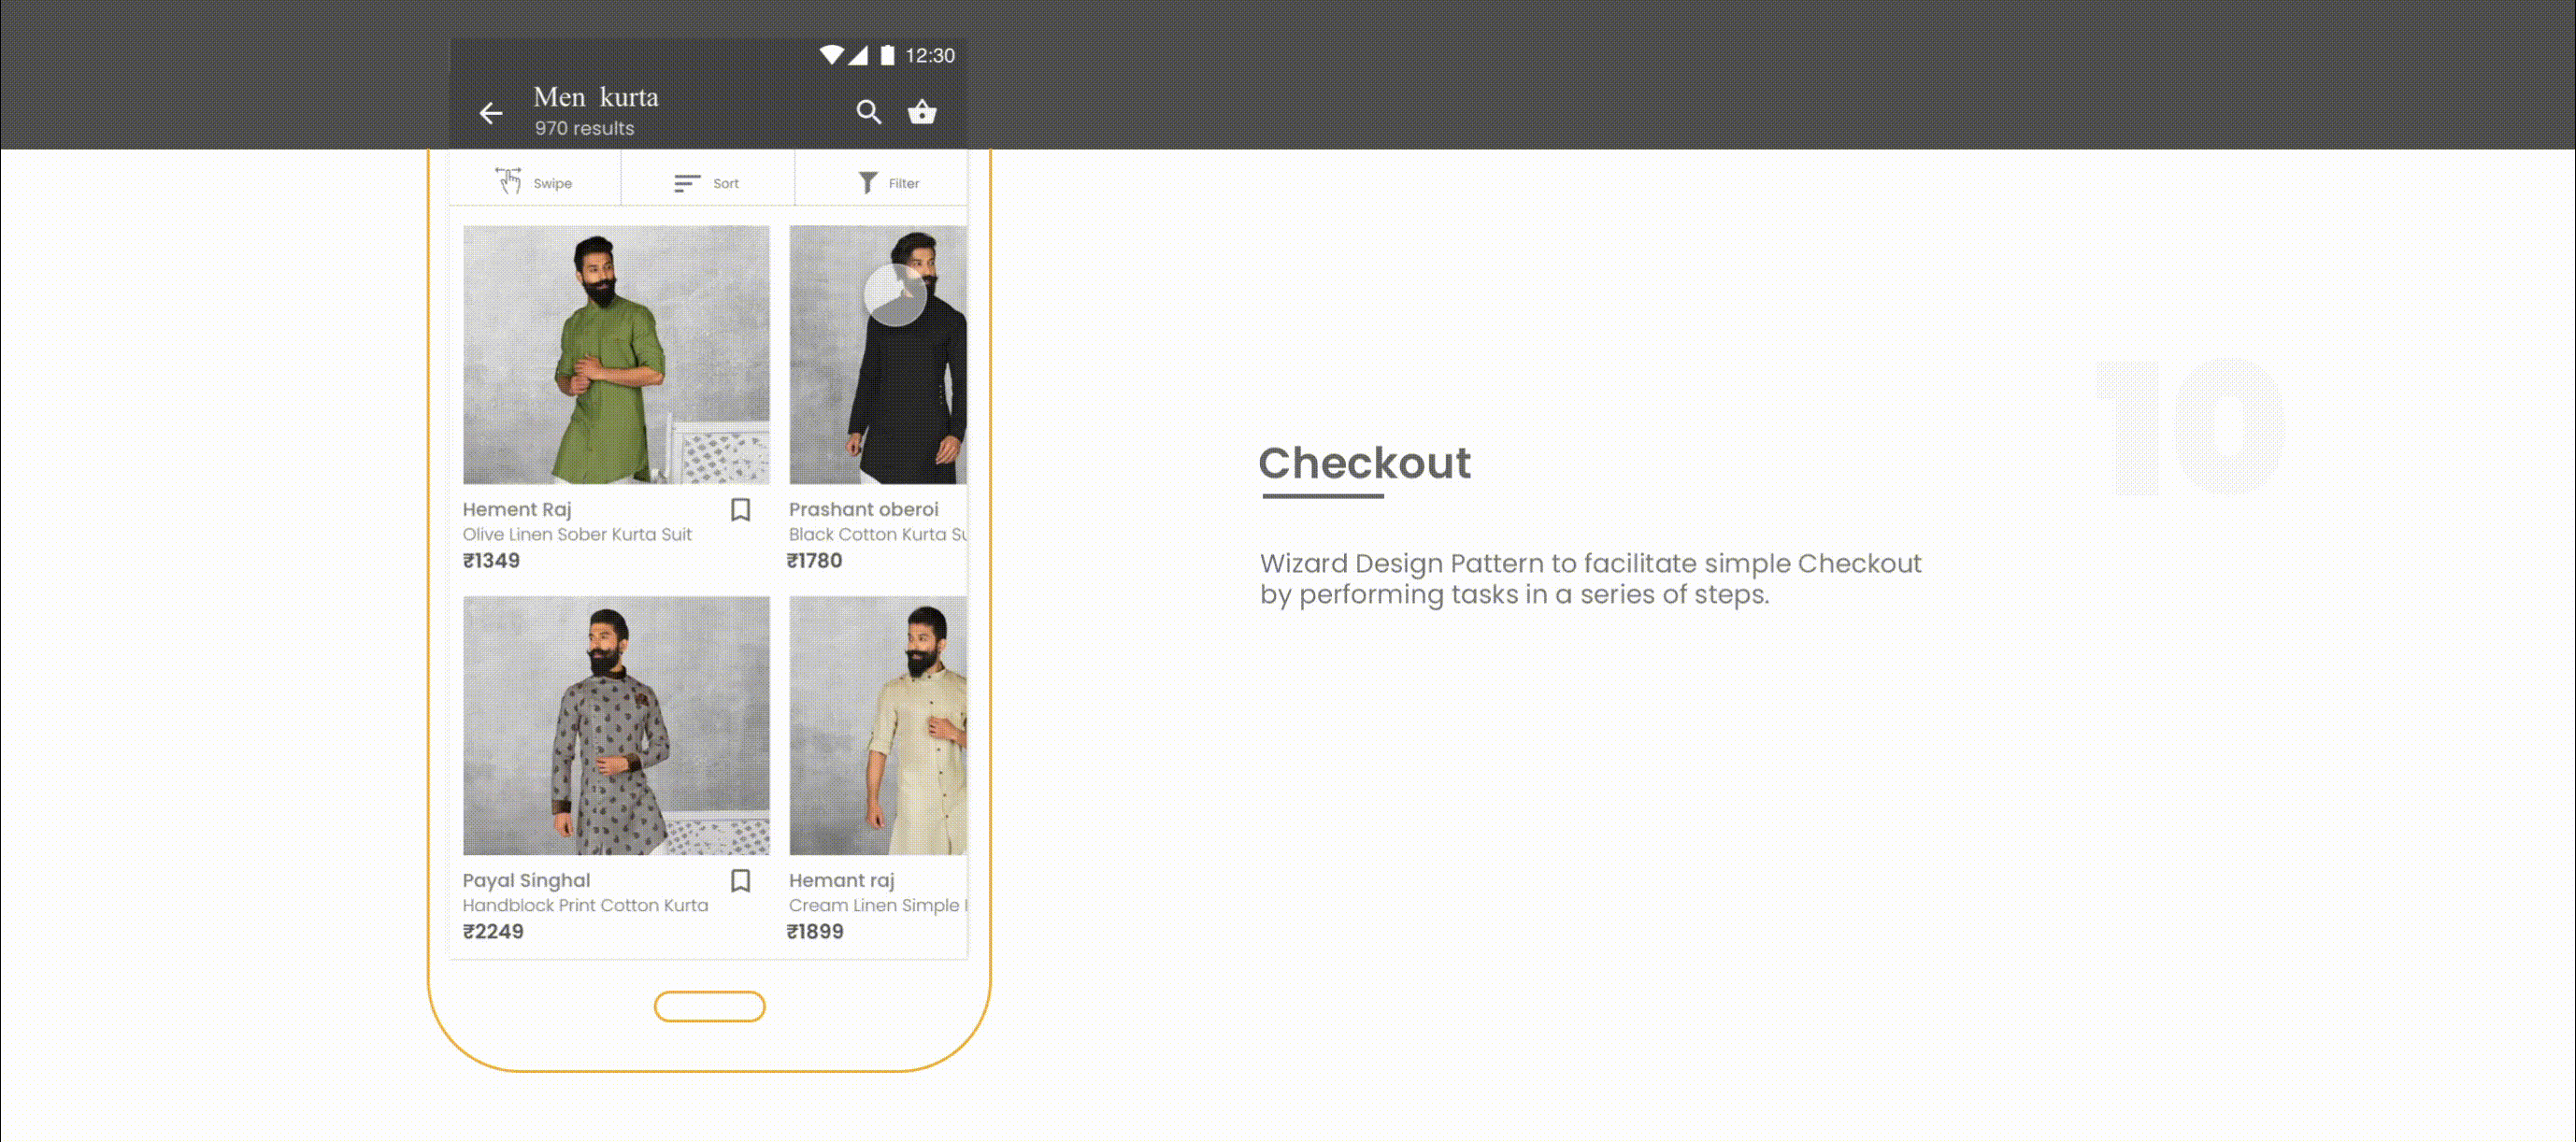 12:30
Men kurta
970 results
Swipe
Sort
Filter
Hement Raj
Olive Linen Sober Kurta Suit
₹1349
Prashant oberoi
Black Cotton Kurta
₹1780
Payal Singhal
Handblock Print Cotton Kurta
₹2249
Hemant raj
Cream Linen Simple
₹1899
10
Checkout
Wizard Design Pattern to facilitate simple Checkout
by performing tasks in a series of steps.